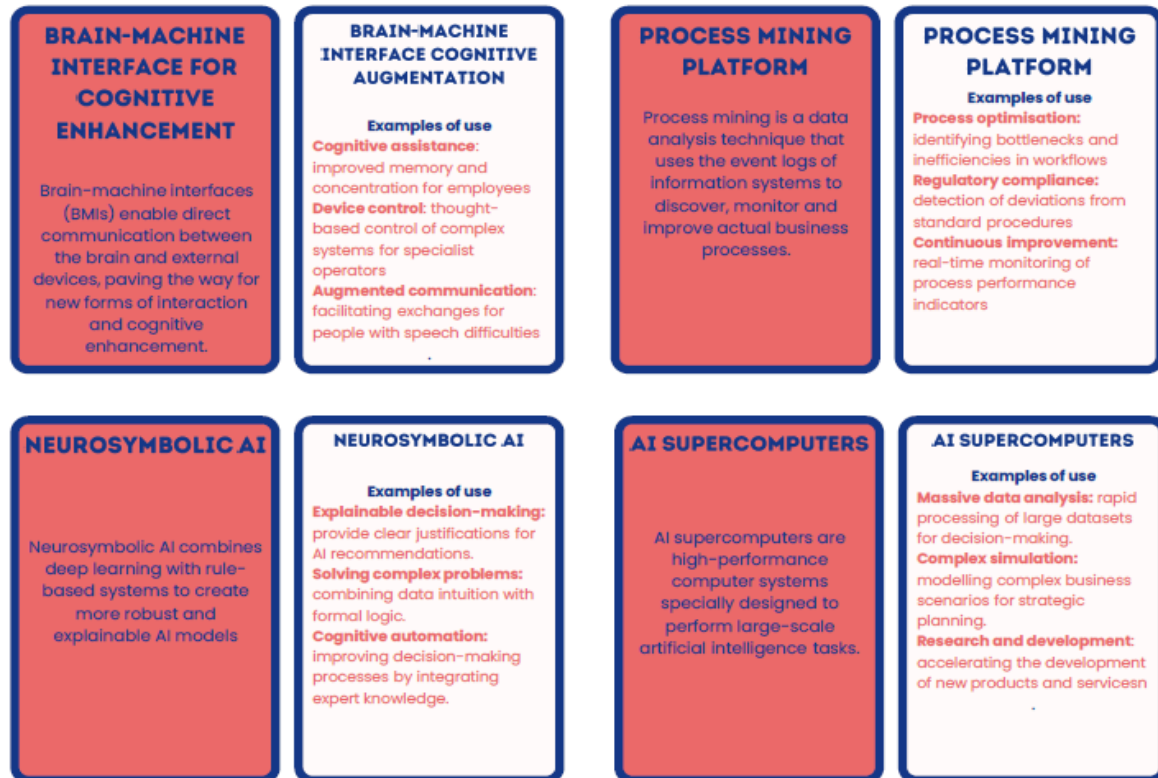 BRAIN-MACHINE
INTERFACE FOR
COGNITIVE
ENHANCEMENT
Brain-machine interfaces
(BMIs) enable direct
communication between
the brain and external
devices, paving the way for
new forms of interaction
and cognitive
enhancement.
BRAIN-MACHINE
INTERFACE COGNITIVE
AUGMENTATION
Examples of use
Cognitive assistance:
improved memory and
concentration for employees
Device control: thought-
based control of complex
systems for specialist
operators
Augmented communication:
facilitating exchanges for
people with speech difficulties
.
PROCESS MINING
PLATFORM
Process mining is a data
analysis technique that
uses the event logs of
information systems to
discover, monitor and
improve actual business
processes.
PROCESS MINING
PLATFORM
Examples of use
Process optimisation:
identifying bottlenecks and
inefficiencies in workflows
Regulatory compliance:
detection of deviations from
standard procedures
Continuous improvement:
real-time monitoring of
process performance
indicators
NEUROSYMBOLIC AI
Neurosymbolic AI combines
deep learning with rule-
based systems to create
more robust and
explainable AI models
NEUROSYMBOLIC AI
Examples of use
Explainable decision-making:
provide clear justifications for
AI recommendations.
Solving complex problems:
combining data intuition with
formal logic.
Cognitive automation:
improving decision-making
processes by integrating
expert knowledge.
AI SUPERCOMPUTERS
AI supercomputers are
high-performance
computer systems
specially designed to
perform large-scale
artificial intelligence tasks.
AI SUPERCOMPUTERS
Examples of use
Massive data analysis: rapid
processing of large datasets
for decision-making.
Complex simulation:
modelling complex business
scenarios for strategic
planning.
Research and development:
accelerating the development
of new products and servicesn
.